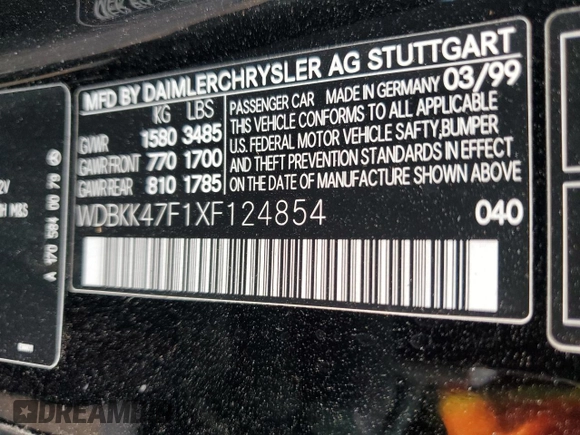 MFD BY DAIMLERCHRYSLER AG STUTTGART
KG LBS
GVWR 1580 3485
GAWR FRONT 770 1700
GAWR REAR 810 1785
PASSENGER CAR MADE IN GERMANY 03/99
THIS VEHICLE CONFORMS TO ALL APPLICABLE
U.S. FEDERAL MOTOR VEHICLE SAFTY, BUMPER
AND THEFT PREVENTION STANDARDS IN EFFECT
ON THE DATE OF MANUFACTURE SHOWN ABOVE
WDBKK47F1XF124854 040